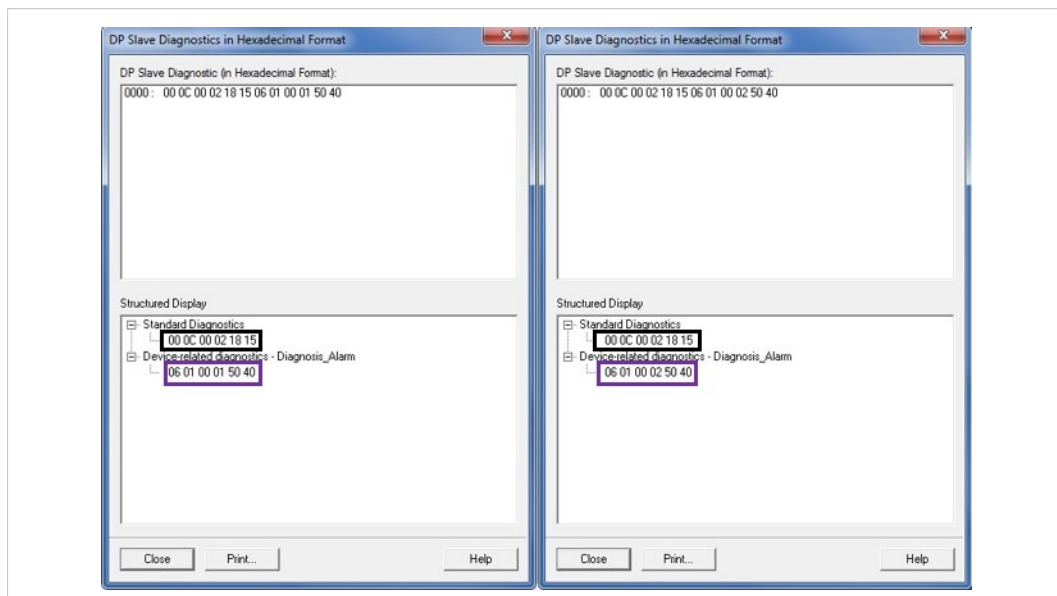 DP Slave Diagnostics in Hexadecimal Format
DP Slave Diagnostic (in Hexadecimal Format):
0000 : 00 0C 00 02 18 15 06 01 00 01 50 40
Structured Display
Standard Diagnostics
00 0C 00 02 18 15
Device-related diagnostics - Diagnosis_Alarm
06 01 00 01 50 40
Close
Print...
Help
DP Slave Diagnostics in Hexadecimal Format
DP Slave Diagnostic (in Hexadecimal Format):
0000 : 00 0C 00 02 18 15 06 01 00 02 50 40
Structured Display
Standard Diagnostics
00 0C 00 02 18 15
Device-related diagnostics - Diagnosis_Alarm
06 01 00 02 50 40
Close
Print...
Help